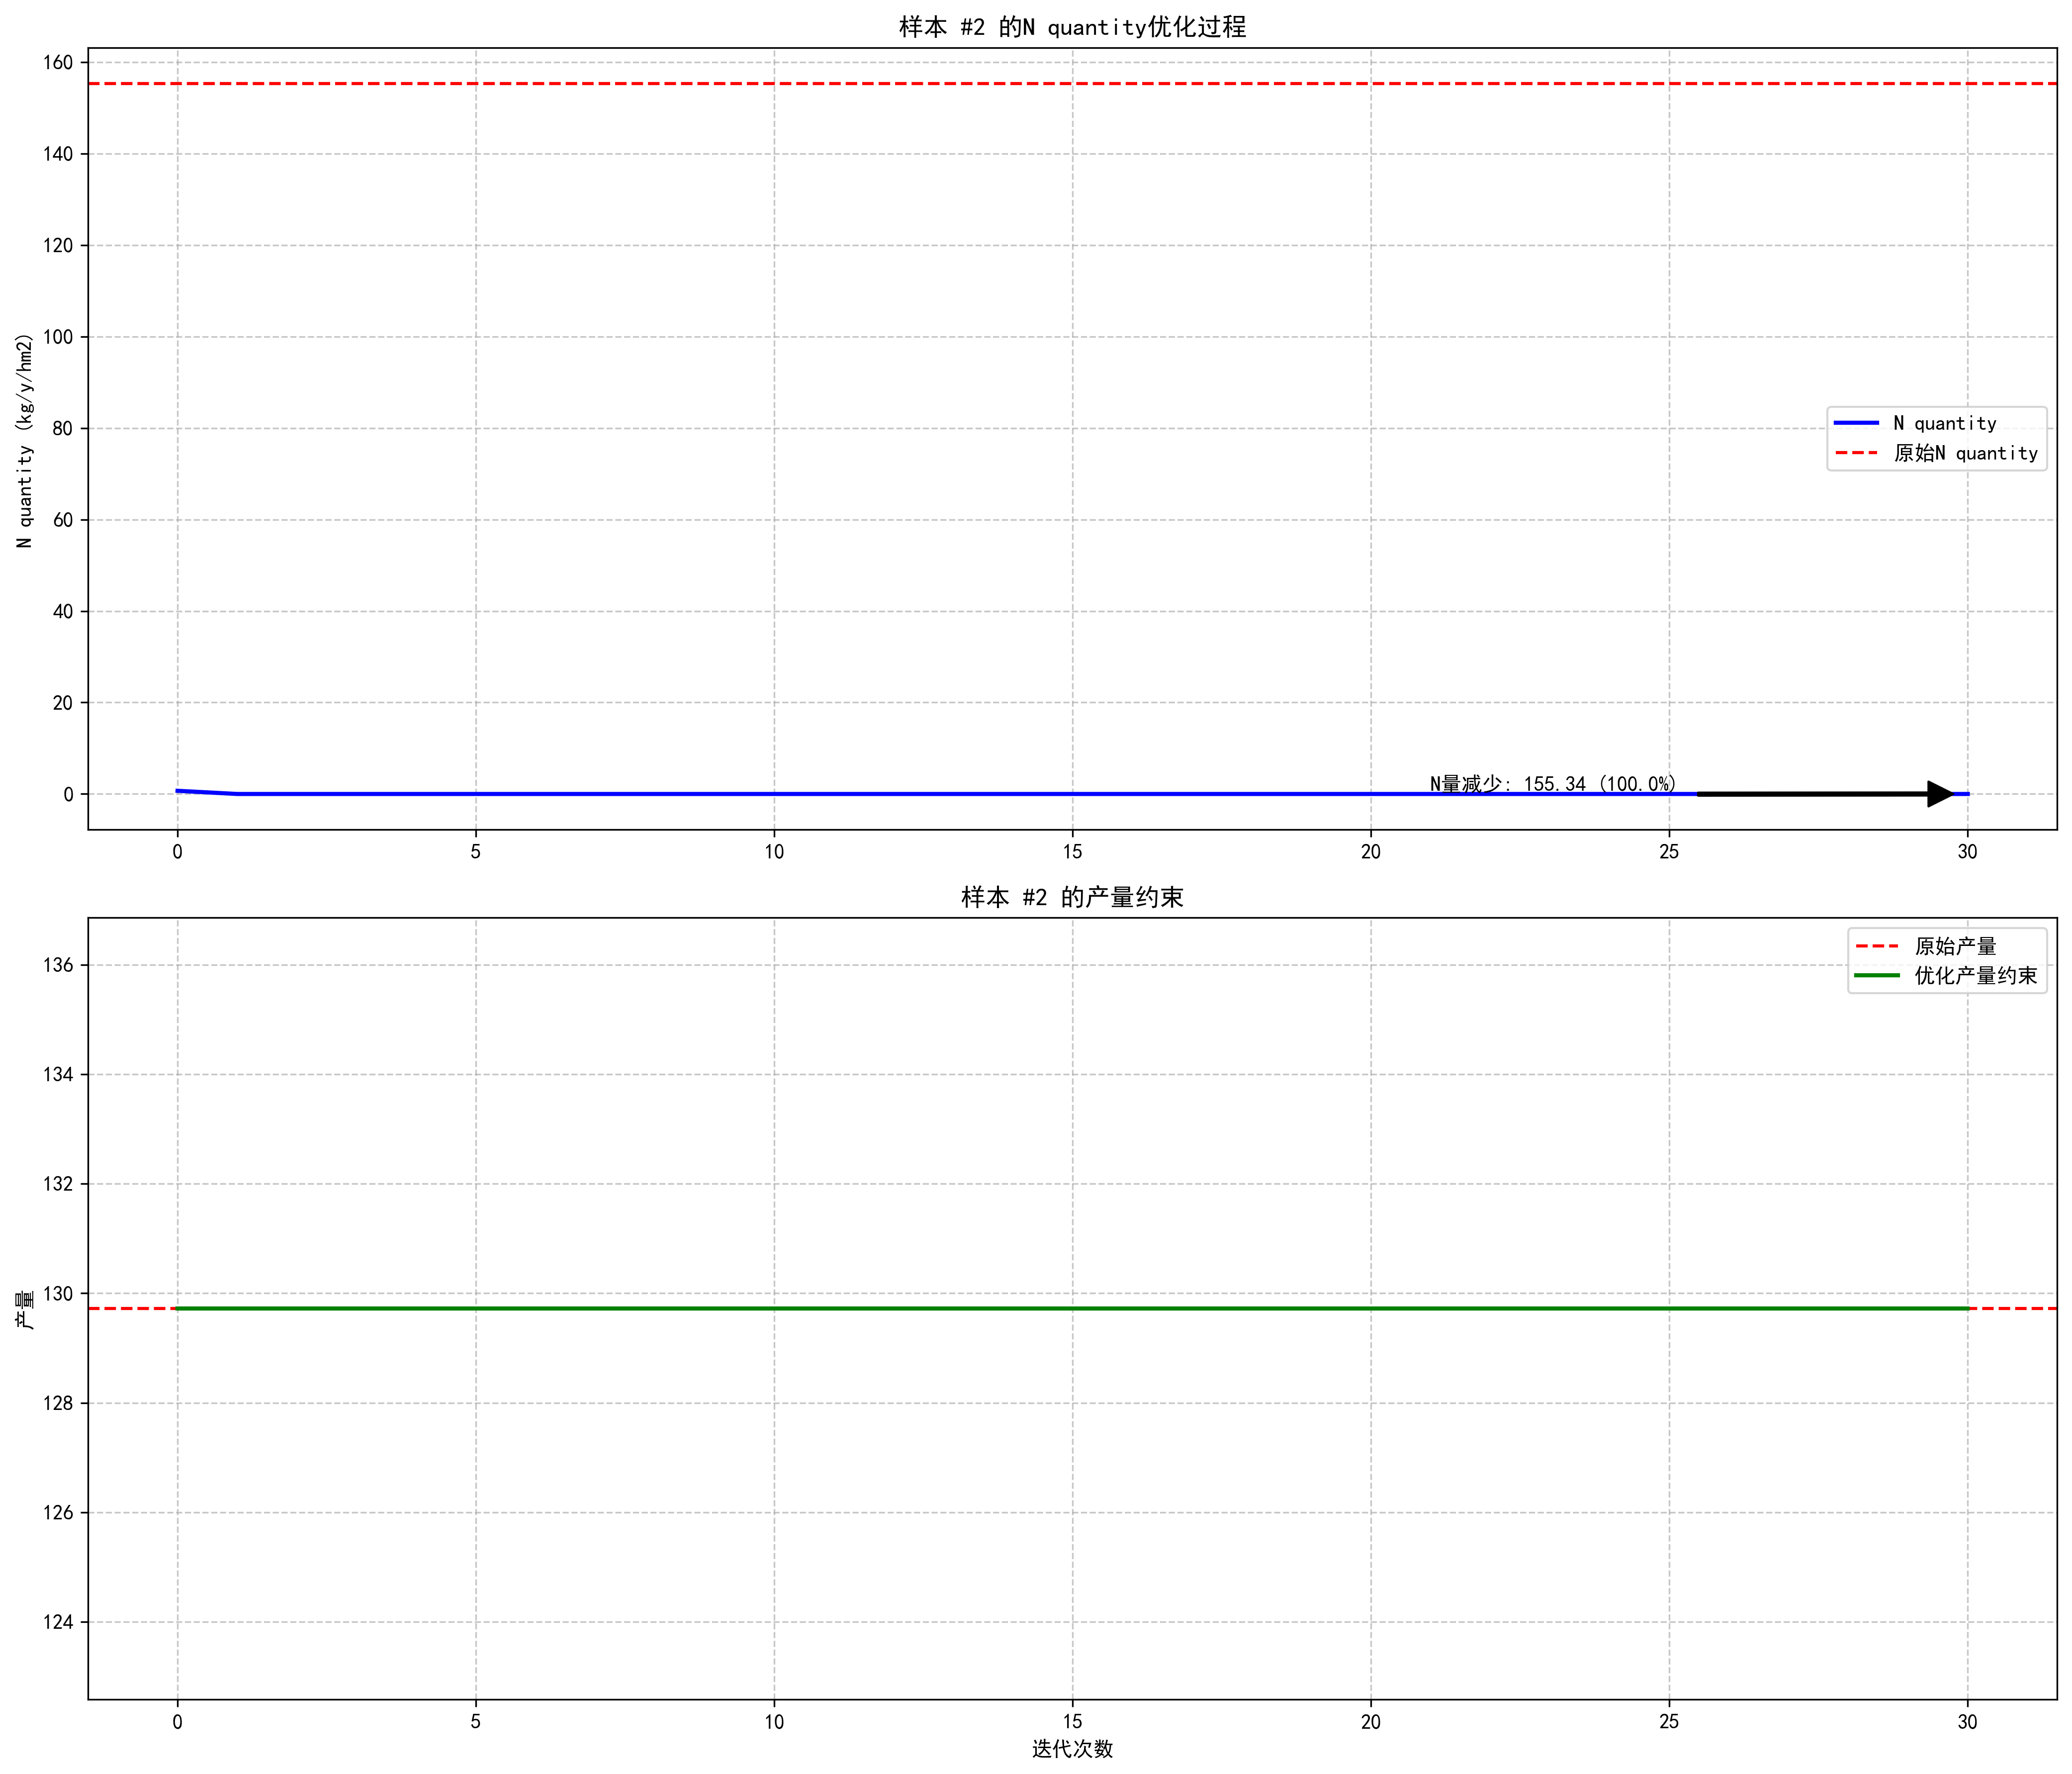 样本 #2 的N quantity优化过程
160
140
120
100
80
60
40
20
0
N quantity (kg/y/hm2)
N quantity
原始N quantity
N量减少: 155.34 (100.0%)
0 5 10 15 20 25 30
样本 #2 的产量约束
136
134
132
130
128
126
124
产量
原始产量
优化产量约束
0 5 10 15 20 25 30
迭代次数